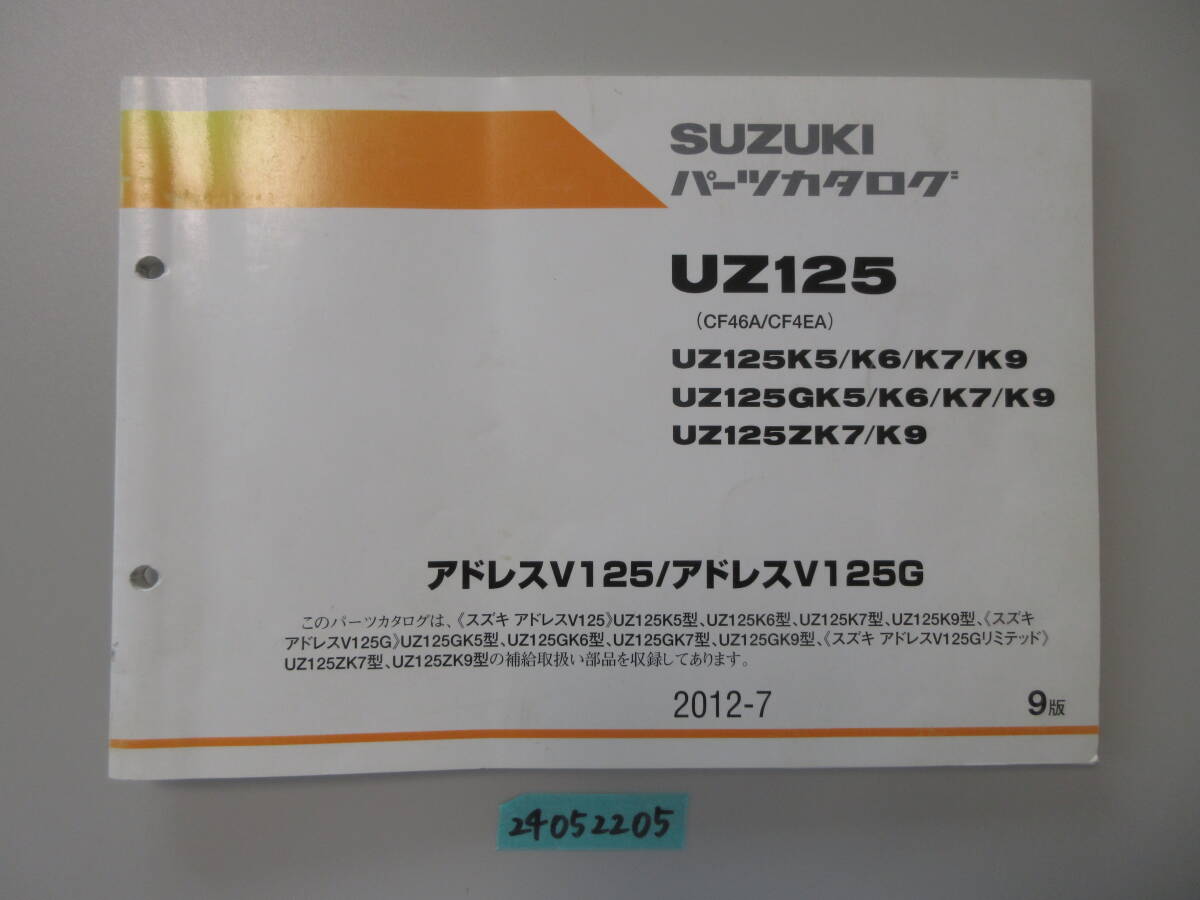 SUZUKI
パーツカタログ
UZ125
(CF46A/CF4EA)
UZ125K5/K6/K7/K9
UZ125GK5/K6/K7/K9
UZ125ZK7/K9
アドレスV125/アドレスV125G
このパーツカタログは、《スズキ アドレスV125》UZ125K5型、UZ125K6型、UZ125K7型、UZ125K9型、《スズキ
アドレスV125G》UZ125GK5型、UZ125GK6型、UZ125GK7型、UZ125GK9型、《スズキ アドレスV125Gリミテッド》
UZ125ZK7型、UZ125ZK9型の補給取扱い部品を収録してあります。
2012-7 9版
24052205